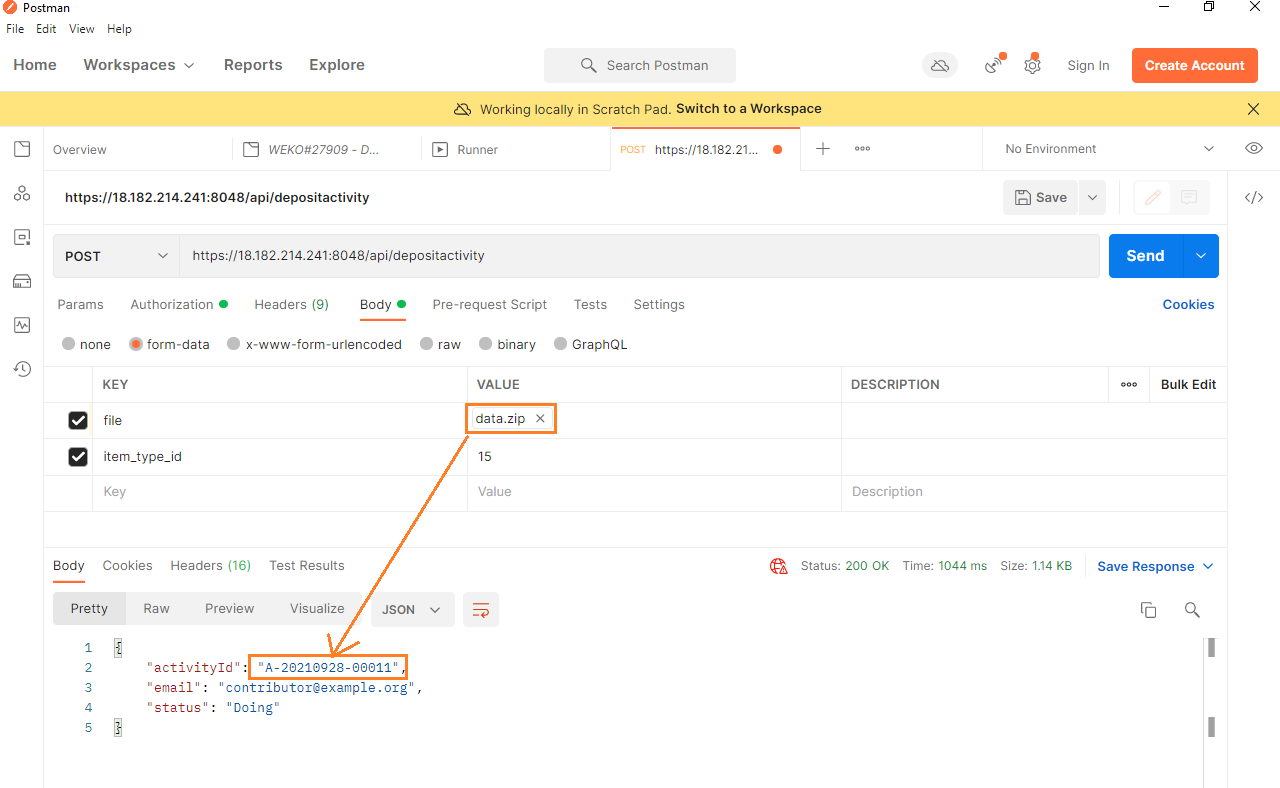 Postman
File Edit View Help
Home Workspaces Reports Explore Search Postman Sign In Create Account
Working locally in Scratch Pad. Switch to a Workspace
Overview WEKO#27909 - D... Runner POST https://18.182.21... No Environment
https://18.182.214.241:8048/api/depositactivity Save
POST https://18.182.214.241:8048/api/depositactivity Send
Params Authorization Headers (9) Body Pre-request Script Tests Settings Cookies
none form-data x-www-form-urlencoded raw binary GraphQL
KEY VALUE DESCRIPTION Bulk Edit
file data.zip
item_type_id 15
Key Value Description
Body Cookies Headers (16) Test Results Status: 200 OK Time: 1044 ms Size: 1.14 KB Save Response
Pretty Raw Preview Visualize JSON
1 {
2 "activityId": "A-20210928-00011",
3 "email": "contributor@example.org",
4 "status": "Doing"
5 }